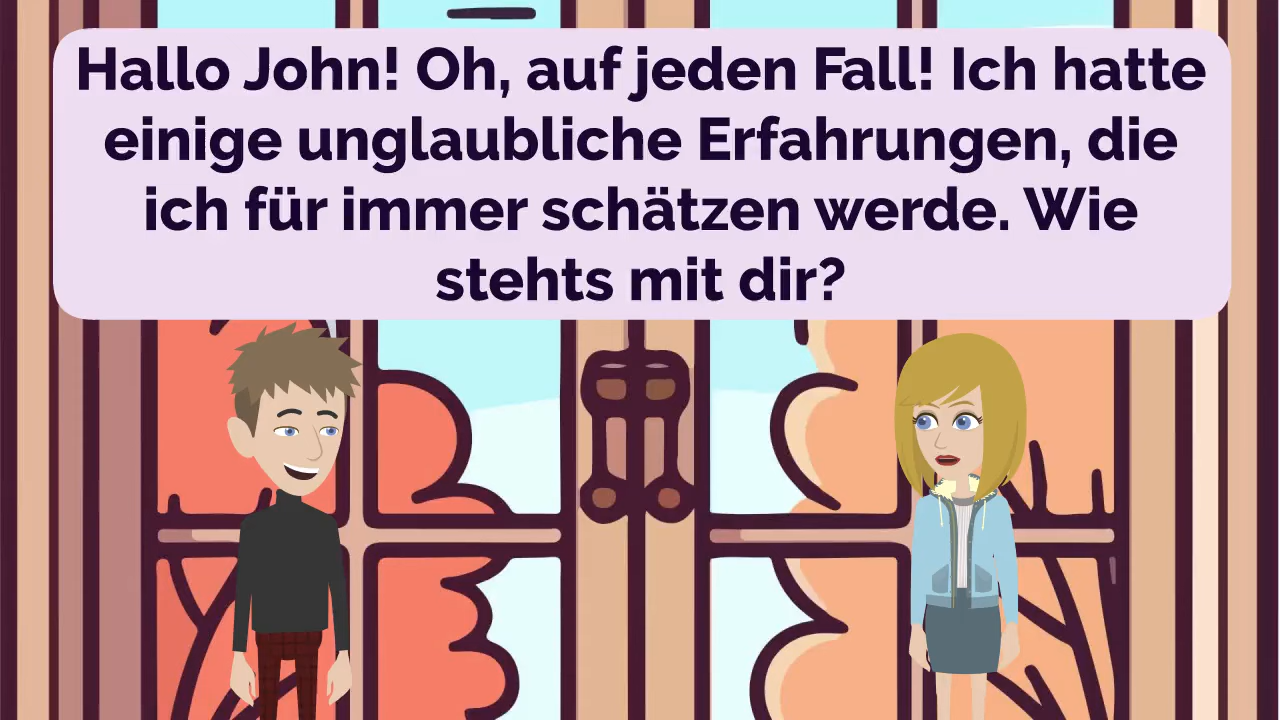 Hallo John! Oh, auf jeden Fall! Ich hatte
einige unglaubliche Erfahrungen, die
ich für immer schätzen werde. Wie
stehts mit dir?